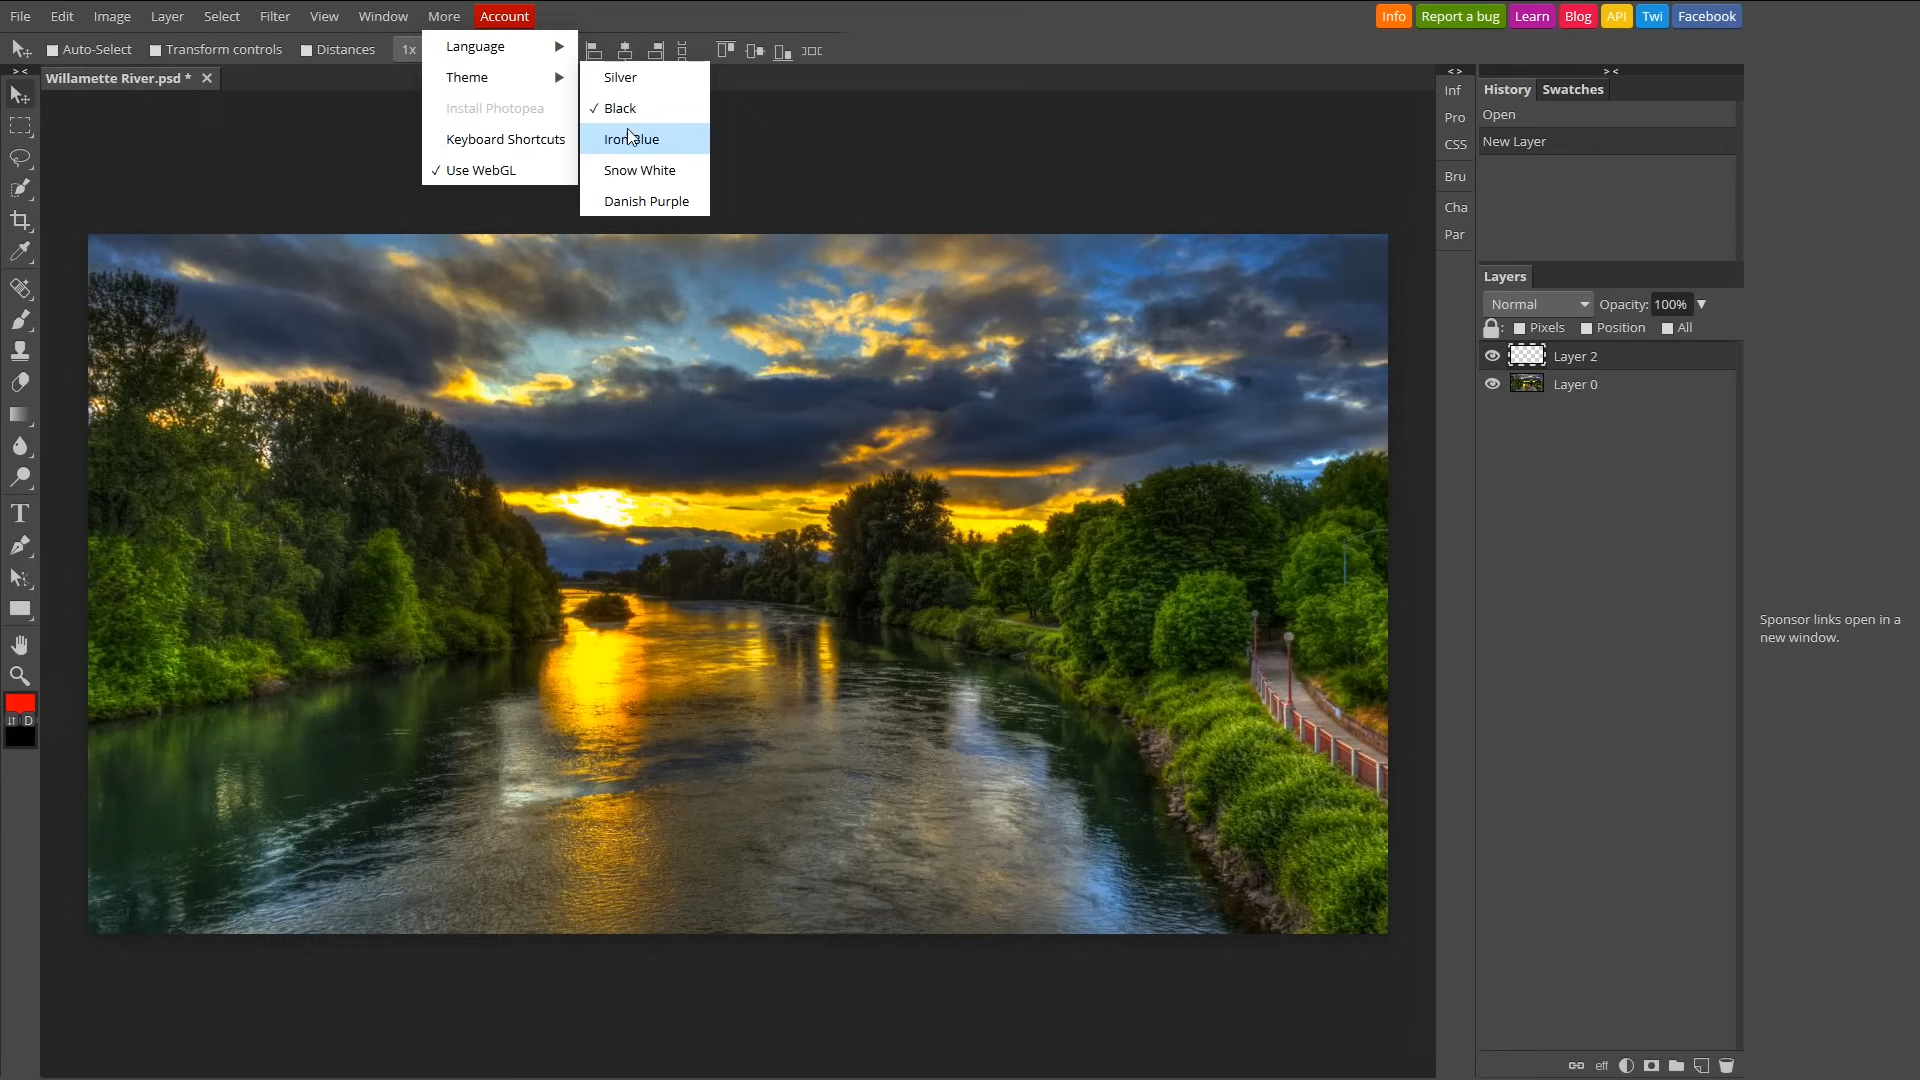 File Edit Image Layer Select Filter View Window More Account
Info Report a bug Learn Blog API Twi Facebook
Auto-Select Transform controls Distances 1x
Willamette River.psd *
Language
Theme
Install Photopea
Keyboard Shortcuts
Use WebGL
Silver
Black
Iron Blue
Snow White
Danish Purple
Inf
Pro
CSS
Bru
Cha
Par
History Swatches
Open
New Layer
Layers
Normal Opacity: 100%
: Pixels Position All
Layer 2
Layer 0
T
D
Sponsor links open in a
new window.
eff